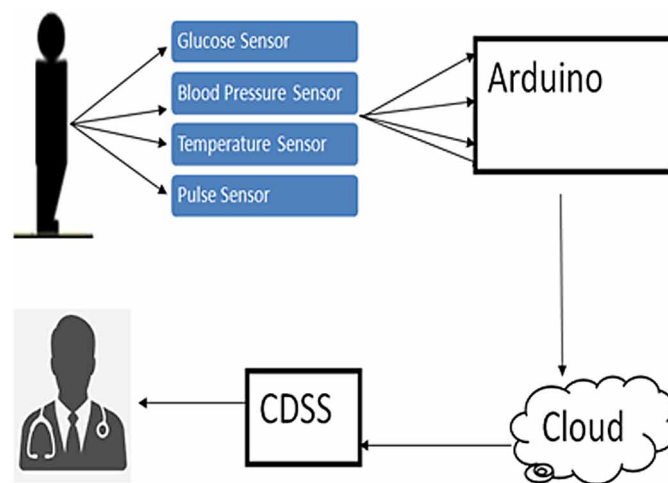 Glucose Sensor
Blood Pressure Sensor
Temperature Sensor
Pulse Sensor
Arduino
CDSS
Cloud